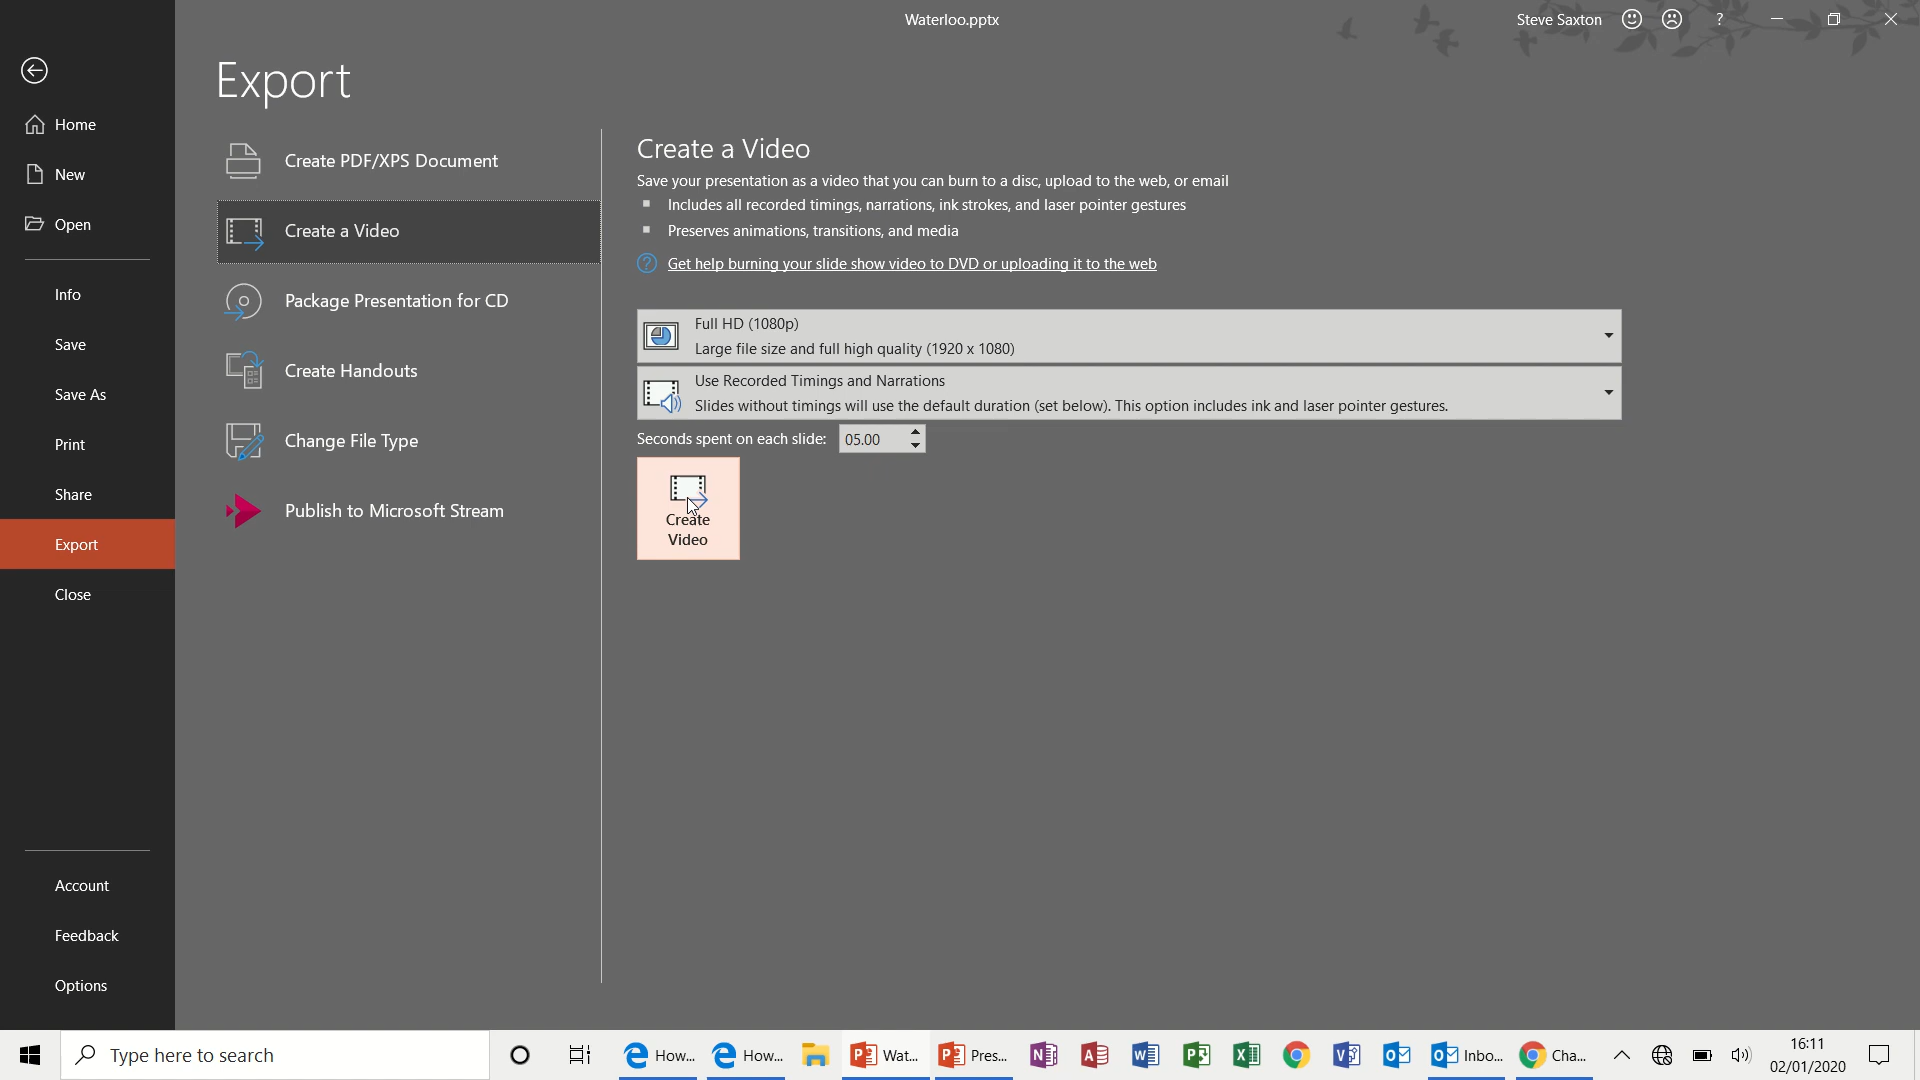 Waterloo.pptx
Steve Saxton
?
Export
Home
New
Open
Info
Save
Save As
Print
Share
Export
Close
Account
Feedback
Options
Create PDF/XPS Document
Create a Video
Package Presentation for CD
Create Handouts
Change File Type
Publish to Microsoft Stream
Create a Video
Save your presentation as a video that you can burn to a disc, upload to the web, or email
Includes all recorded timings, narrations, ink strokes, and laser pointer gestures
Preserves animations, transitions, and media
? Get help burning your slide show video to DVD or uploading it to the web
Full HD (1080p)
Large file size and full high quality (1920 x 1080)
Use Recorded Timings and Narrations
Slides without timings will use the default duration (set below). This option includes ink and laser pointer gestures.
Seconds spent on each slide: 05.00
Create
Video
Type here to search
How...
How...
Wat...
Pres...
Inbo...
Cha...
16:11
02/01/2020